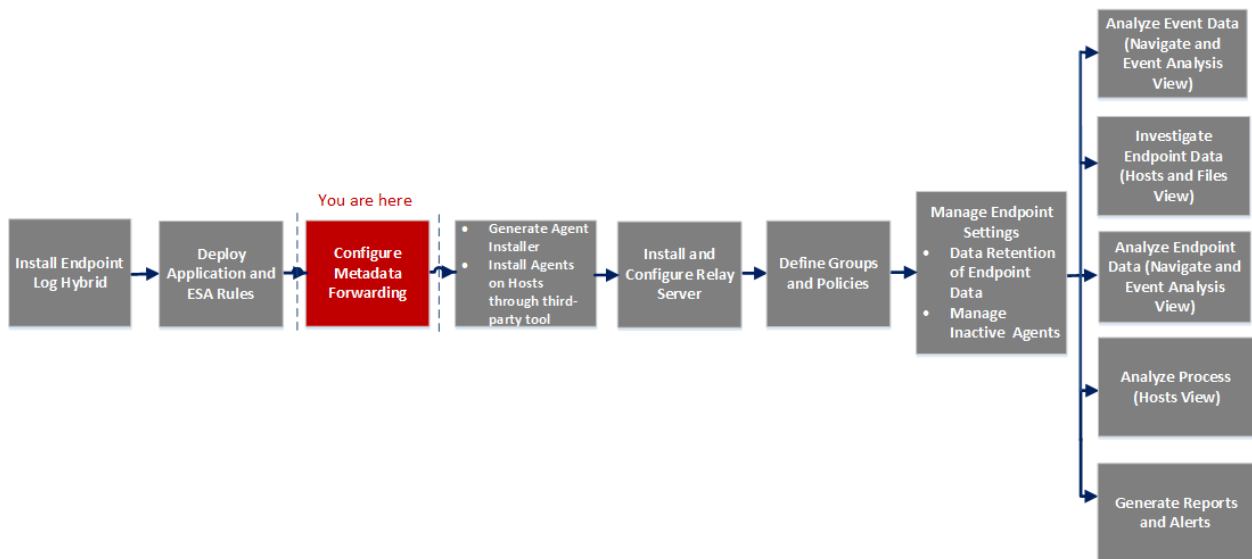 You are here
Install Endpoint
Log Hybrid
Deploy
Application and
ESA Rules
Configure
Metadada
Forwarding
• Generate Agent
Installer
• Install Agents
on Hosts
through third-
party tool
Install and
Configure Relay
Server
Define Groups
and Policies
Manage Endpoint
Settings
• Data Retention
of Endpoint
Data
• Manage
Inactive Agents
Analyze Event Data
(Navigate and
Event Analysis
View)
Investigate
Endpoint Data
(Hosts and Files
View)
Analyze Endpoint
Data (Navigate and
Event Analysis
View)
Analyze Process
(Hosts View)
Generate Reports
and Alerts